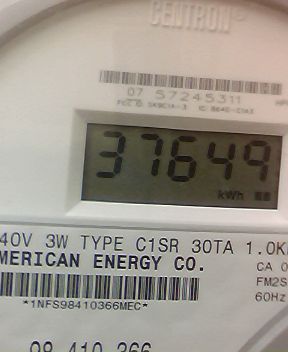 CENTRON®
07 57245311
37649
kWh
40V 3W TYPE C1SR 30TA 1.0K
MERICAN ENERGY CO.
CA 0
FM2S
60Hz
*1NFS98410366MEC*
98 410 366